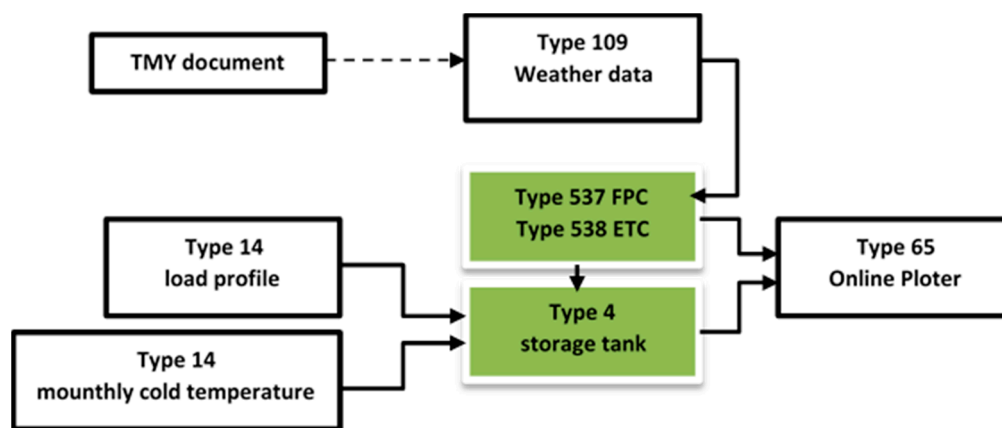 TMY document
Type 109
Weather data
Type 537 FPC
Type 538 ETC
Type 14
load profile
Type 65
Online Ploter
Type 4
storage tank
Type 14
mounthly cold temperature